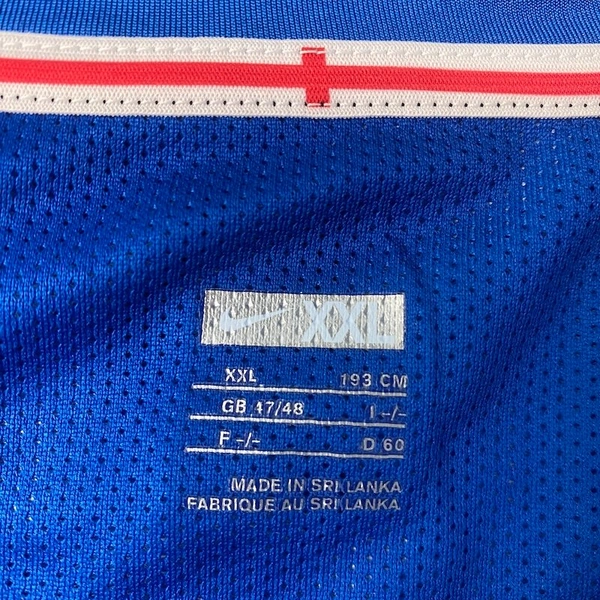 XXL
XXL 193 CM
GB 47/48 I -/-
F -/- D 60
MADE IN SRI LANKA
FABRIQUE AU SRI LANKA